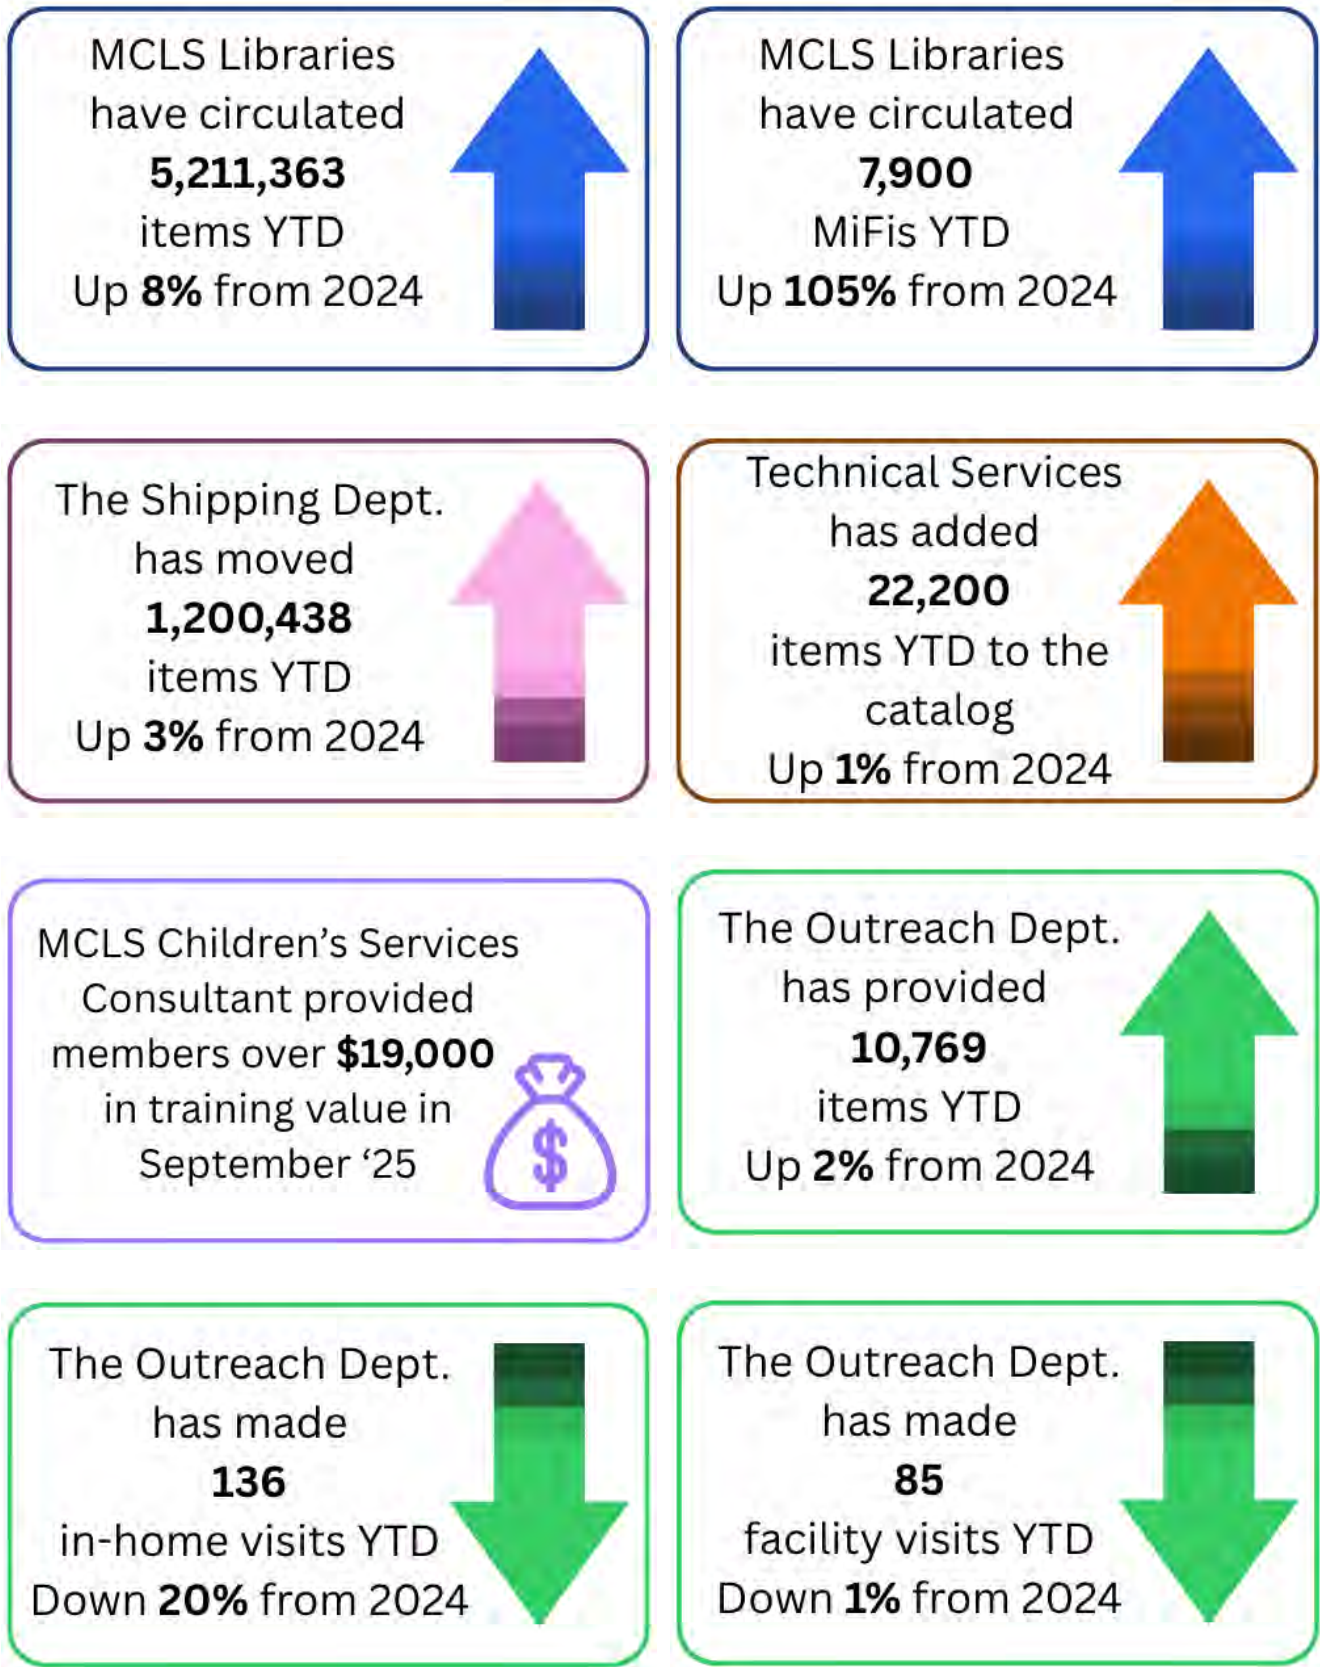 MCLS Libraries
have circulated
5,211,363
items YTD
Up 8% from 2024
MCLS Libraries
have circulated
7,900
MiFis YTD
Up 105% from 2024
The Shipping Dept.
has moved
1,200,438
items YTD
Up 3% from 2024
Technical Services
has added
22,200
items YTD to the
catalog
Up 1% from 2024
MCLS Children’s Services
Consultant provided
members over $19,000
in training value in
September ‘25
$
The Outreach Dept.
has provided
10,769
items YTD
Up 2% from 2024
The Outreach Dept.
has made
136
in-home visits YTD
Down 20% from 2024
The Outreach Dept.
has made
85
facility visits YTD
Down 1% from 2024